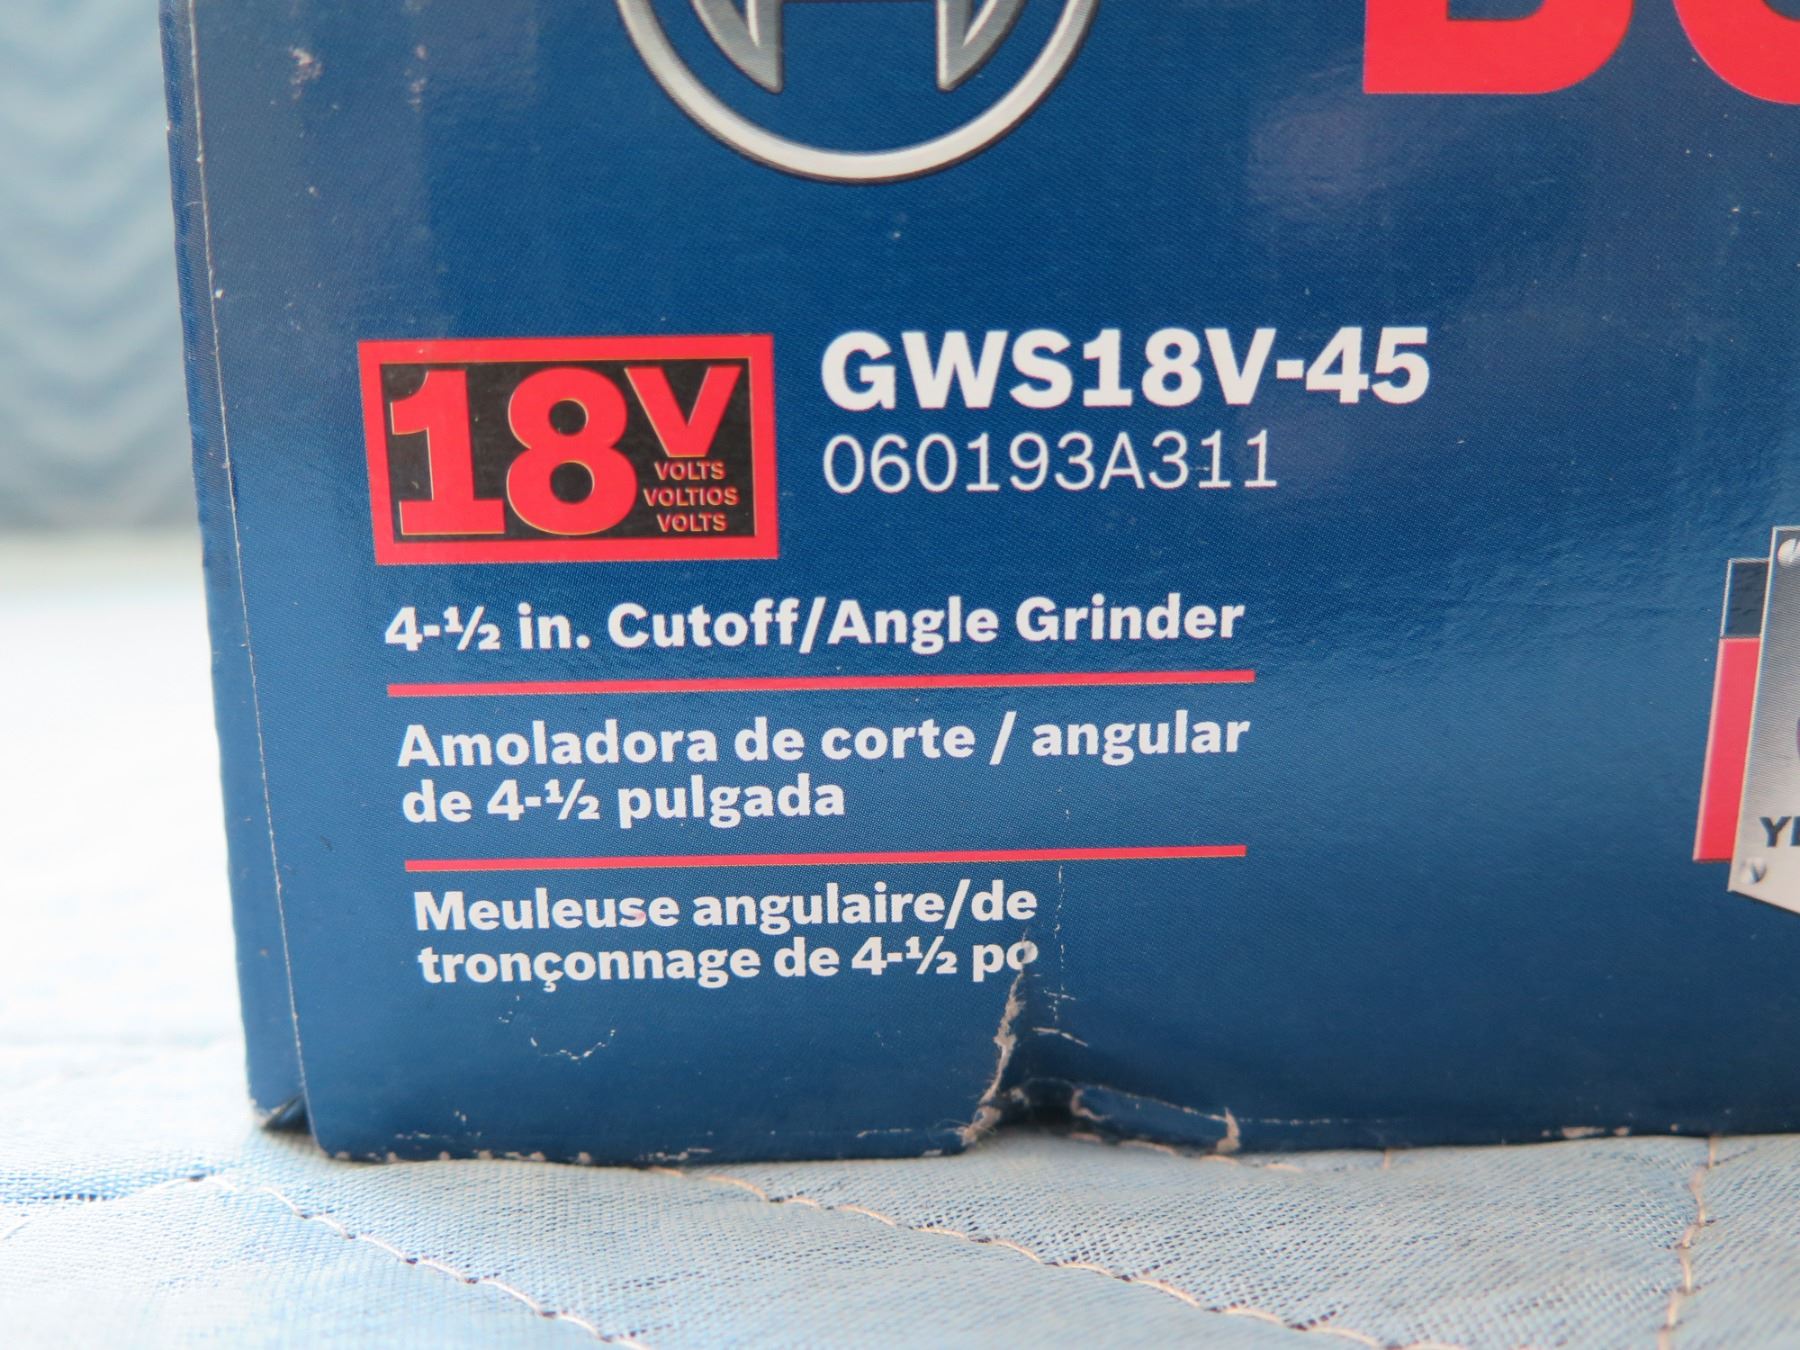 18V
VOLTS
VOLTIOS
VOLTS
GWS18V-45
060193A311
4-½ in. Cutoff/Angle Grinder
Amoladora de corte / angular
de 4-½ pulgada
Meuleuse angulaire/de
tronçonnage de 4-½ po